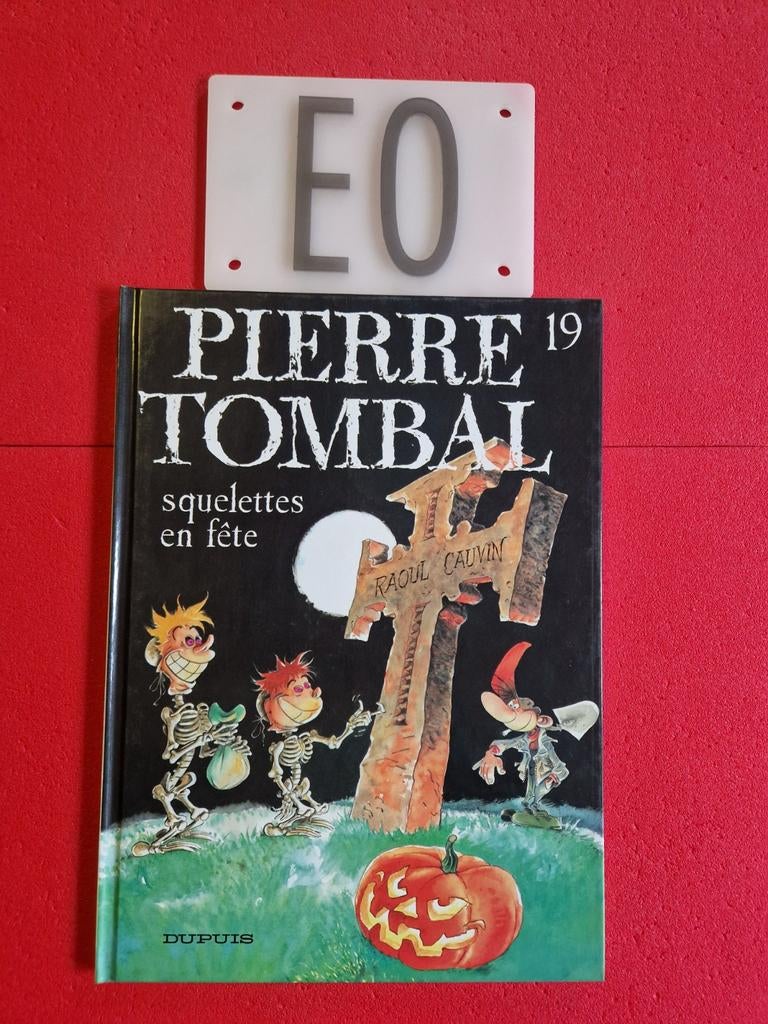 EO
PIERRE 19
TOMBAL
squelettes
en fête
RAOUL CAUVIN
DUPUIS